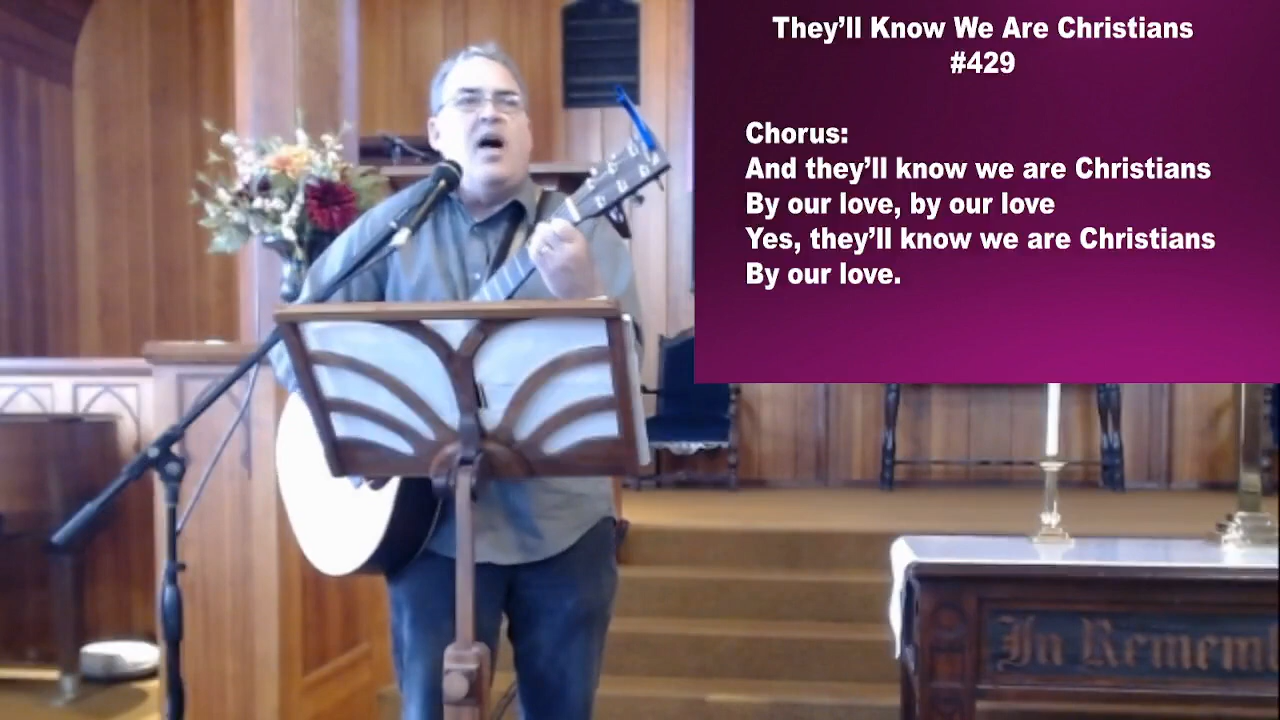 They’ll Know We Are Christians
#429
Chorus:
And they’ll know we are Christians
By our love, by our love
Yes, they’ll know we are Christians
By our love.
In